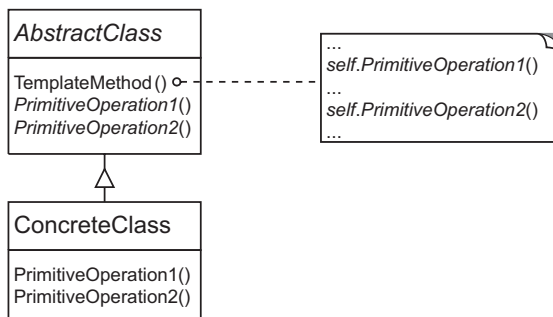 AbstractClass
TemplateMethod()
PrimitiveOperation1()
PrimitiveOperation2()
...
self.PrimitiveOperation1()
...
self.PrimitiveOperation2()
...
ConcreteClass
PrimitiveOperation1()
PrimitiveOperation2()